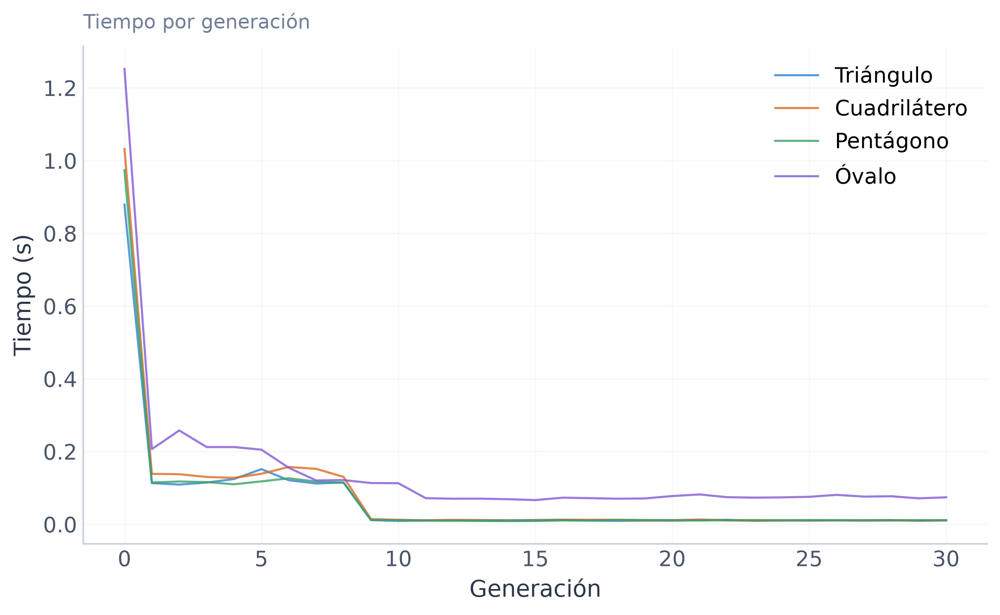 Tiempo por generación
Triángulo
Cuadrilátero
Pentágono
Óvalo
Tiempo (s)
1.2
1.0
0.8
0.6
0.4
0.2
0.0
0 5 10 15 20 25 30
Generación